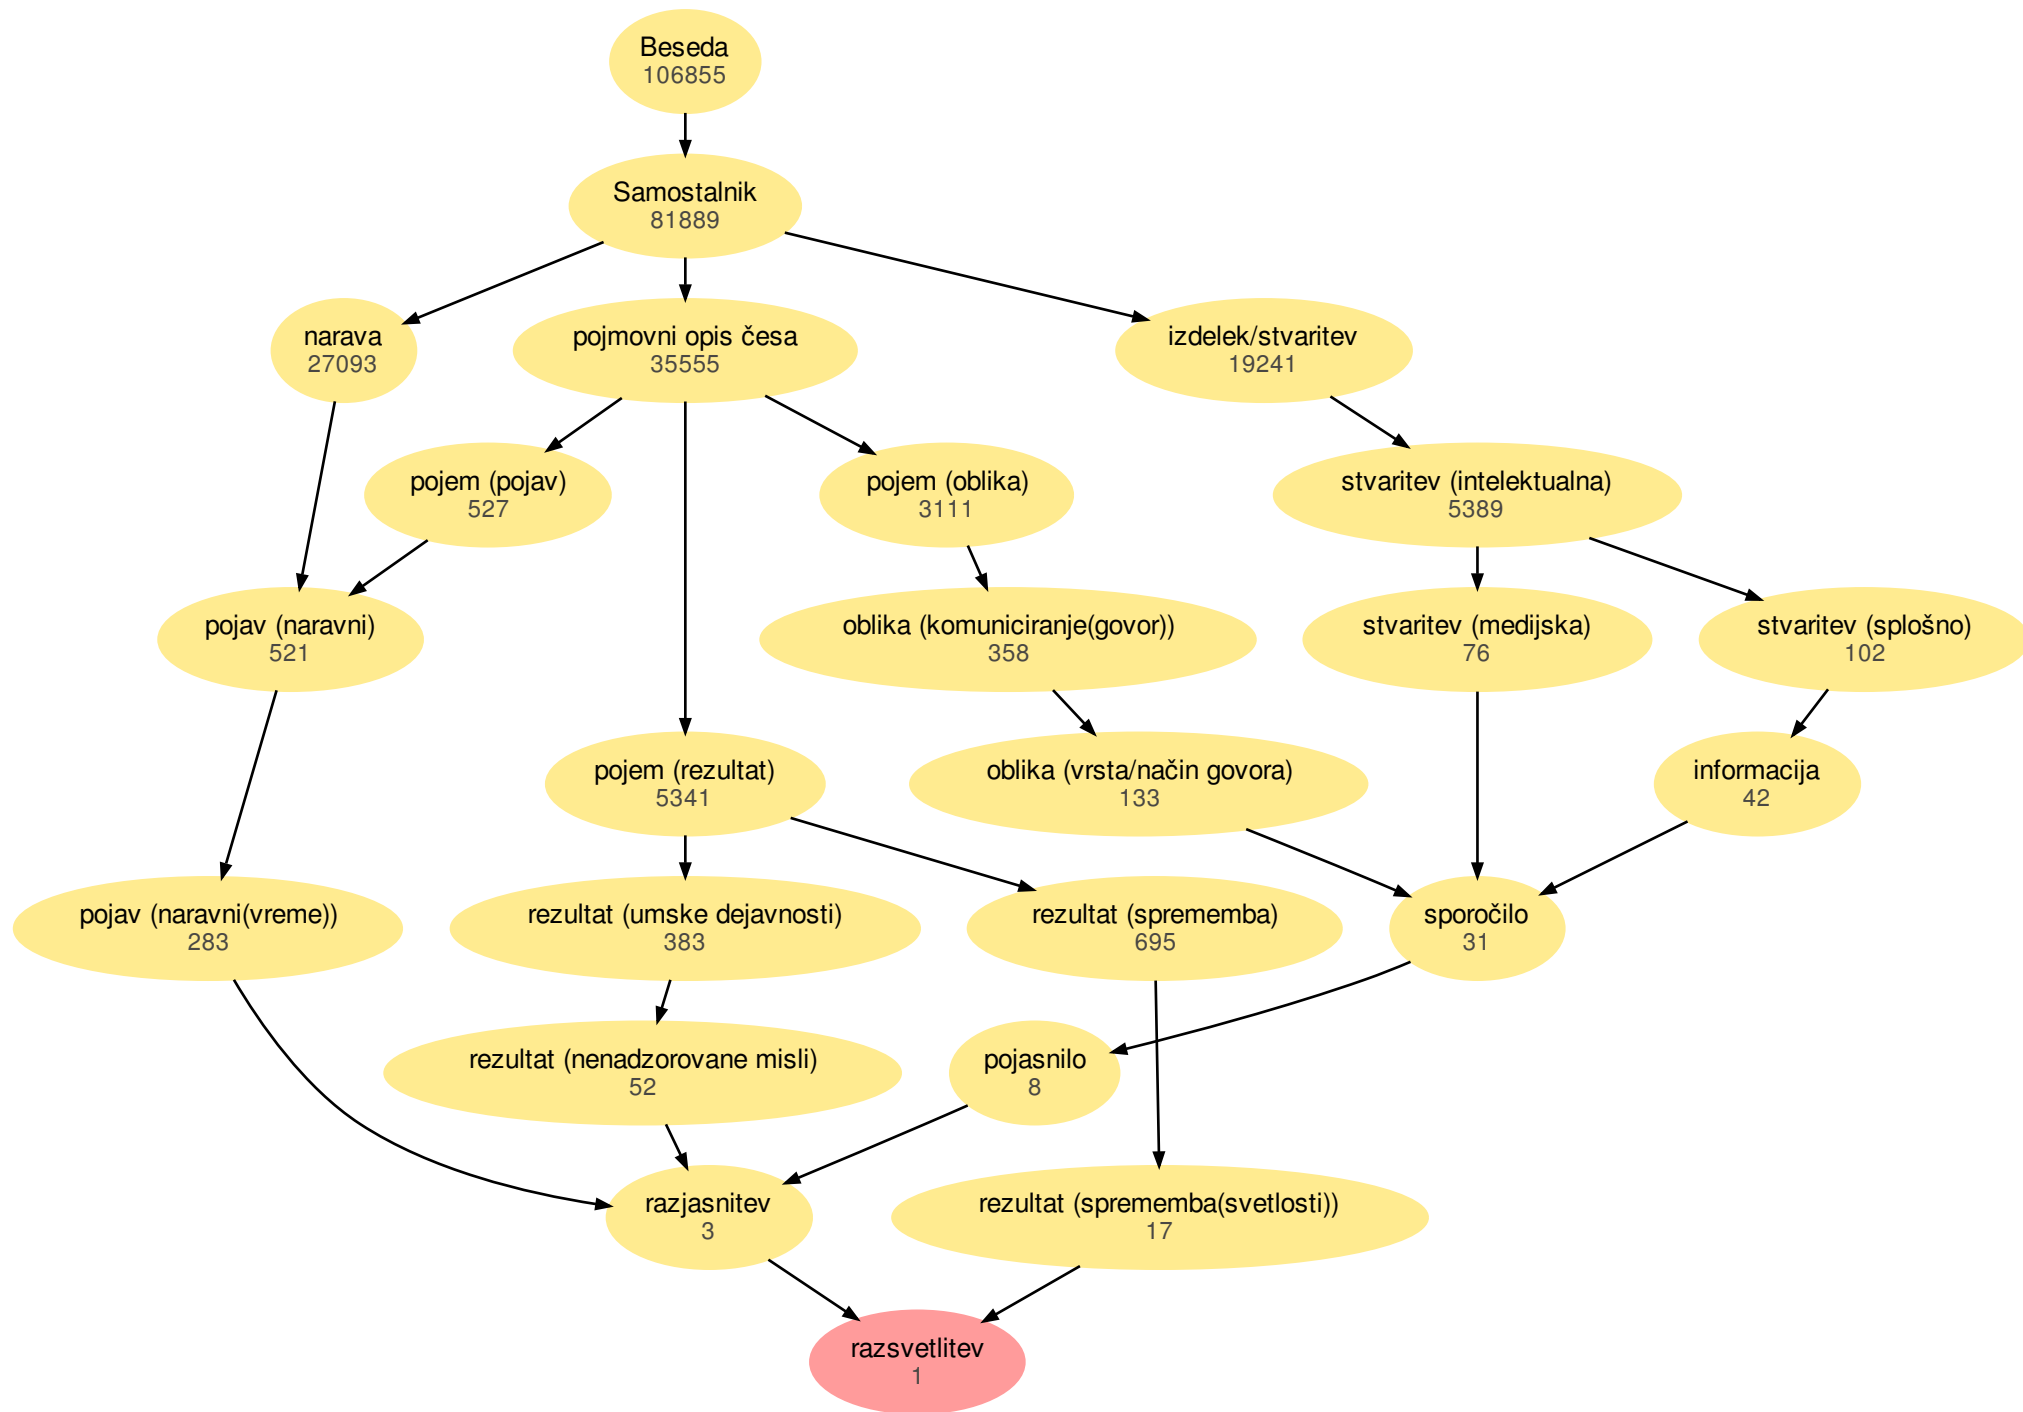 Beseda
106855
Samostalnik
81889
narava
27093
pojmovni opis česa
35555
izdelek/stvaritev
19241
pojem (pojav)
527
pojem (oblika)
3111
stvaritev (intelektualna)
5389
pojav (naravni)
521
oblika (komuniciranje(govor))
358
stvaritev (medijska)
76
stvaritev (splošno)
102
pojem (rezultat)
5341
oblika (vrsta/način govora)
133
informacija
42
pojav (naravni(vreme))
283
rezultat (umske dejavnosti)
383
rezultat (sprememba)
695
sporočilo
31
rezultat (nenadzorovane misli)
52
pojasnilo
8
razjasnitev
3
rezultat (sprememba(svetlosti))
17
razsvetlitev
1